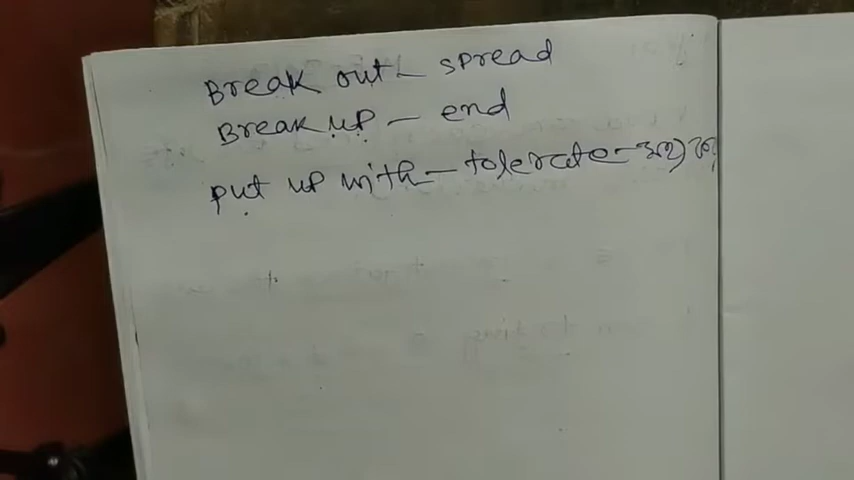 Break out - spread
Break up - end
put up with - tolerate -